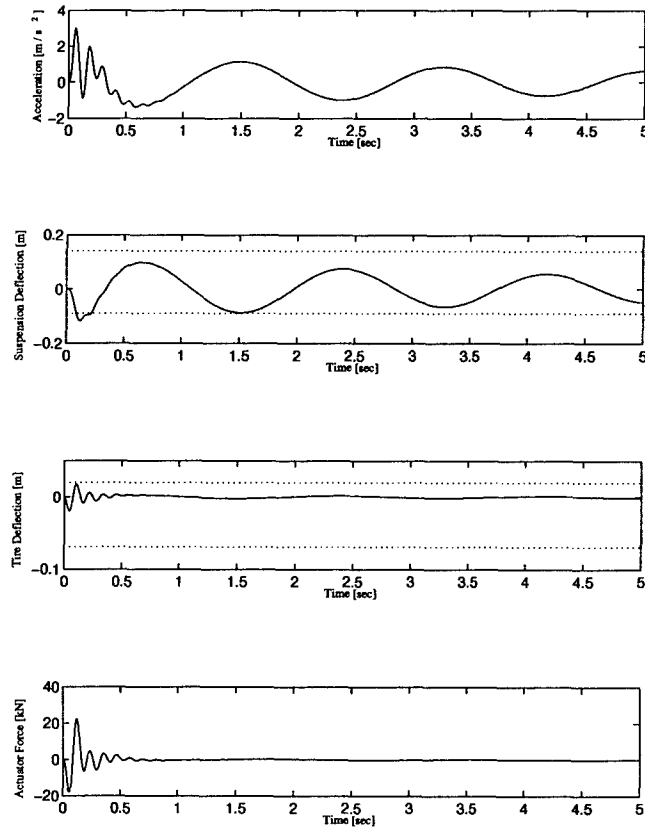 4
2
0
−2
Acceleration [m / s²]
0 0.5 1 1.5 2 2.5 3 3.5 4 4.5 5
Time [sec]
0.2
0
−0.2
Suspension Deflection [m]
0 0.5 1 1.5 2 2.5 3 3.5 4 4.5 5
Time [sec]
0
−0.1
Tire Deflection [m]
0 0.5 1 1.5 2 2.5 3 3.5 4 4.5 5
Time [sec]
40
20
0
−20
Actuator Force [kN]
0 0.5 1 1.5 2 2.5 3 3.5 4 4.5 5
Time [sec]